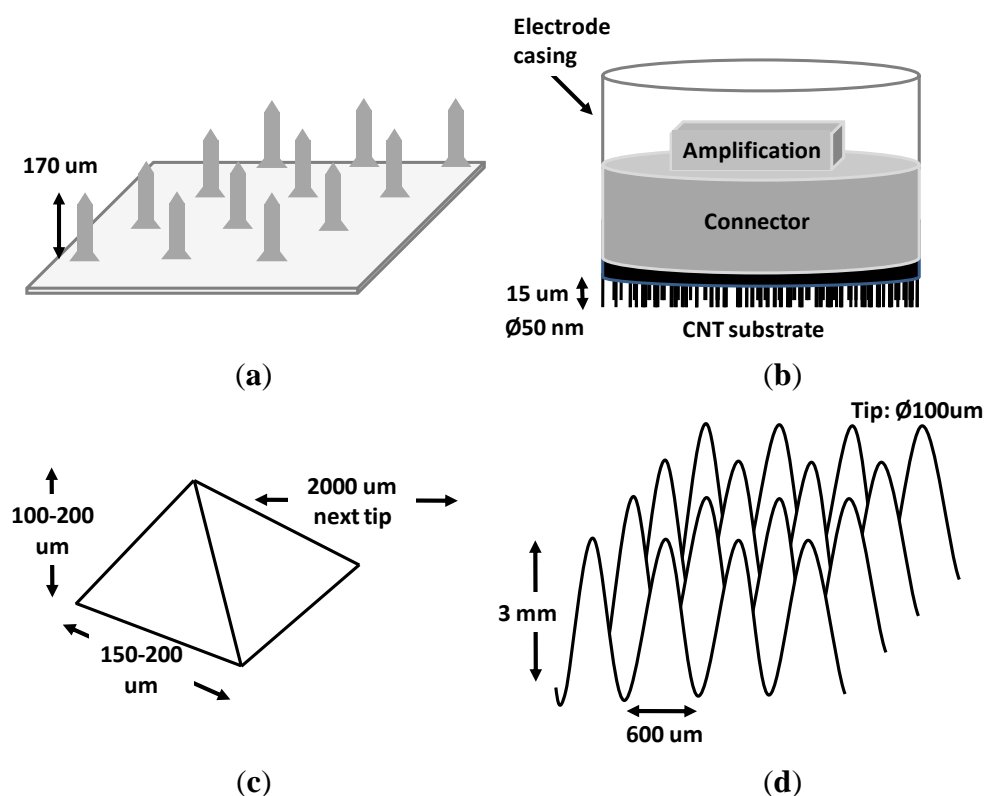 170 um
(a)
Electrode
casing
Amplification
Connector
15 um
Ø50 nm
CNT substrate
(b)
100-200
um
2000 um
next tip
150-200
um
(c)
Tip: Ø100um
3 mm
600 um
(d)